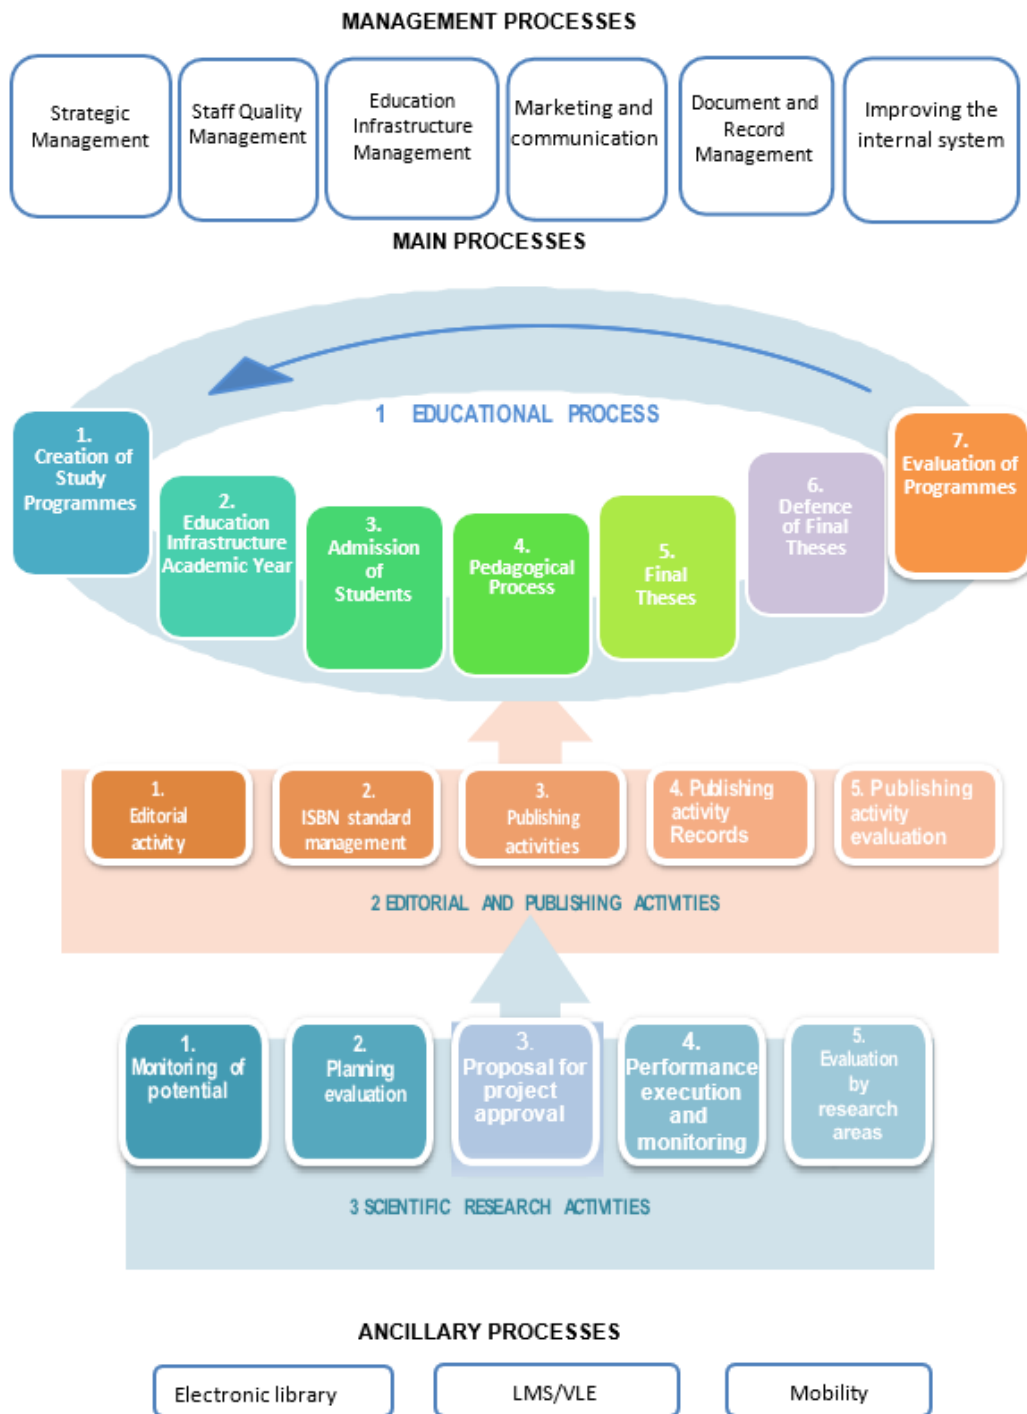 MANAGEMENT PROCESSES
Strategic
Management
Staff Quality
Management
Education
Infrastructure
Management
Marketing and
communication
Document and
Record
Management
Improving the
internal system
MAIN PROCESSES
1 EDUCATIONAL PROCESS
1.
Creation of
Study
Programmes
2.
Education
Infrastructure
Academic Year
3.
Admission
of
Students
4.
Pedagogical
Process
5.
Final
Theses
6.
Defence
of Final
Theses
7.
Evaluation of
Programmes
1.
Editorial
activity
2.
ISBN standard
management
3.
Publishing
activities
4. Publishing
activity
Records
5. Publishing
activity
evaluation
2 EDITORIAL AND PUBLISHING ACTIVITIES
1.
Monitoring of
potential
2.
Planning
evaluation
3.
Proposal for
project
approval
4.
Performance
execution
and
monitoring
5.
Evaluation
by
research
areas
3 SCIENTIFIC RESEARCH ACTIVITIES
ANCILLARY PROCESSES
Electronic library
LMS/VLE
Mobility